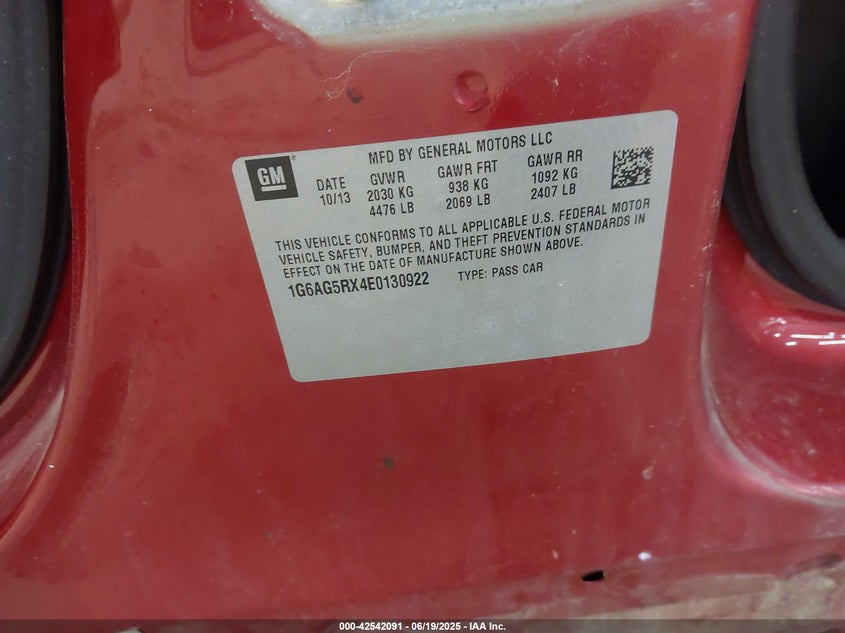 MFD BY GENERAL MOTORS LLC
GM
DATE GVWR GAWR FRT GAWR RR
10/13 2030 KG 938 KG 1092 KG
4476 LB 2069 LB 2407 LB
THIS VEHICLE CONFORMS TO ALL APPLICABLE U.S. FEDERAL MOTOR
VEHICLE SAFETY, BUMPER, AND THEFT PREVENTION STANDARDS IN
EFFECT ON THE DATE OF MANUFACTURE SHOWN ABOVE.
1G6AG5RX4E0130922 TYPE: PASS CAR
000-42542091 - 06/19/2025 - IAA Inc.